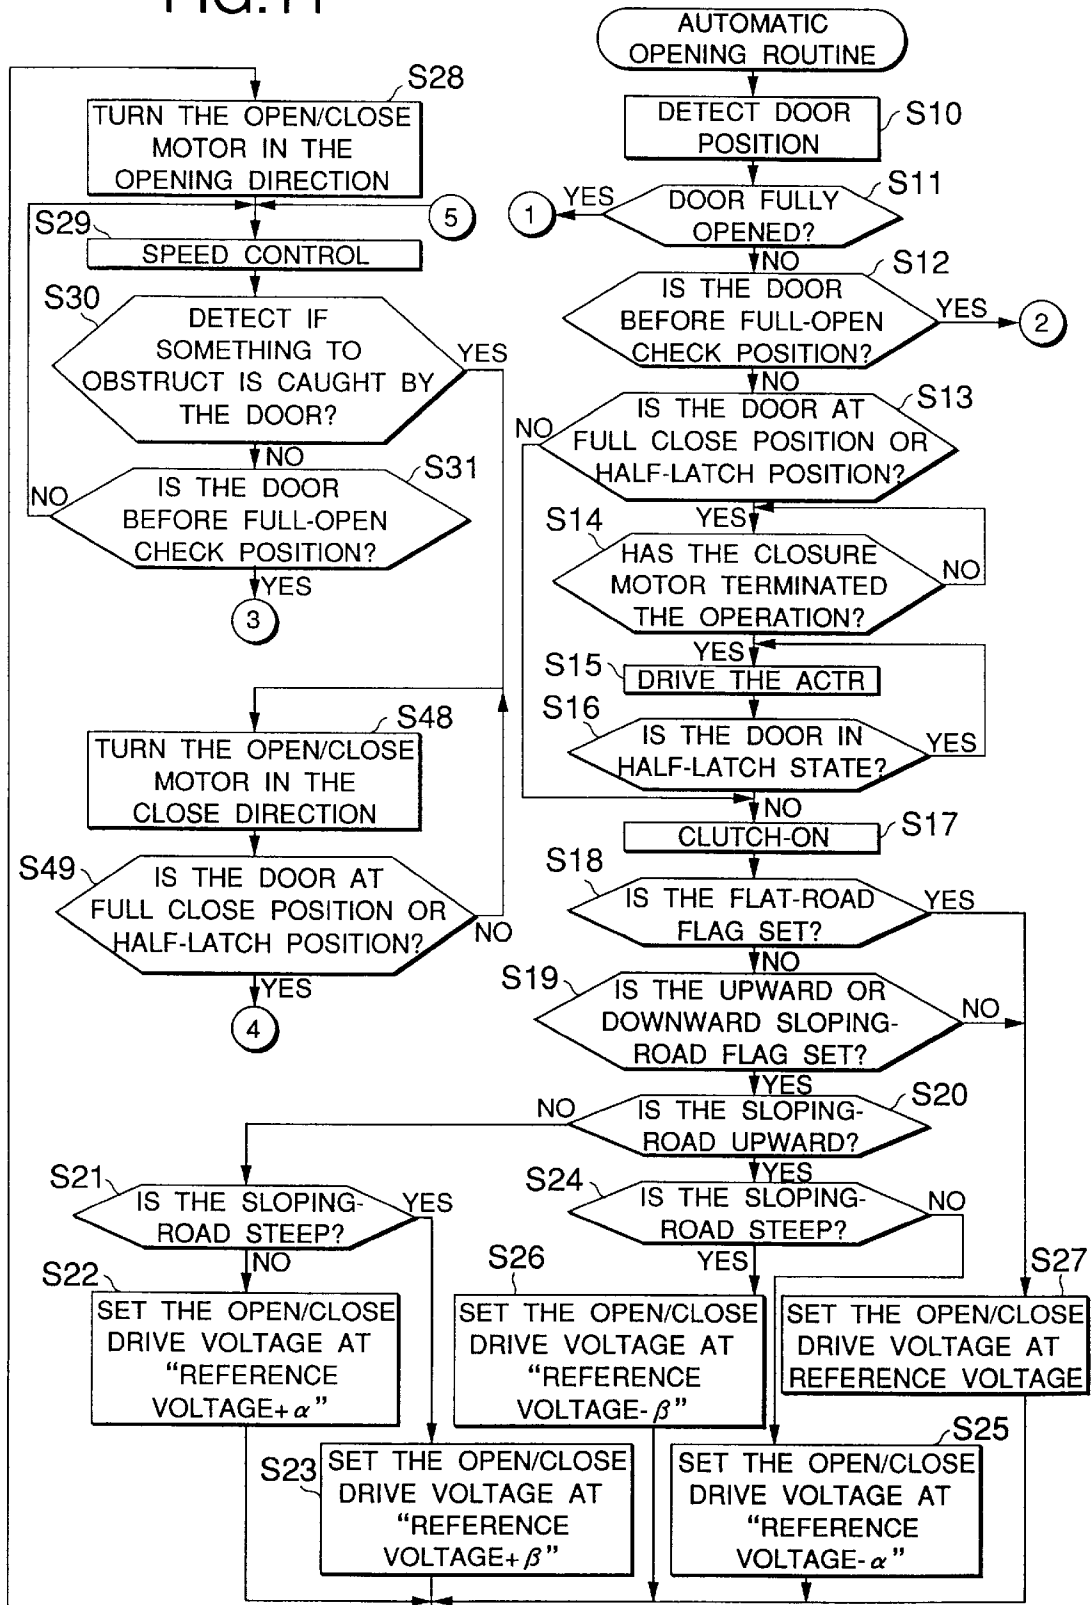 FIG.11
AUTOMATIC
OPENING ROUTINE
DETECT DOOR
POSITION
S10
DOOR FULLY
OPENED?
S11
YES
1
NO
IS THE DOOR
BEFORE FULL-OPEN
CHECK POSITION?
S12
YES
2
NO
IS THE DOOR AT
FULL CLOSE POSITION OR
HALF-LATCH POSITION?
S13
NO
YES
S14
HAS THE CLOSURE
MOTOR TERMINATED
THE OPERATION?
NO
YES
S15
DRIVE THE ACTR
S16
IS THE DOOR IN
HALF-LATCH STATE?
YES
NO
CLUTCH-ON
S17
S18
IS THE FLAT-ROAD
FLAG SET?
YES
NO
S19
IS THE UPWARD OR
DOWNWARD SLOPING-
ROAD FLAG SET?
NO
YES
IS THE SLOPING-
ROAD UPWARD?
S20
NO
YES
S21
IS THE SLOPING-
ROAD STEEP?
YES
NO
S22
SET THE OPEN/CLOSE
DRIVE VOLTAGE AT
“REFERENCE
VOLTAGE+α”
S23
SET THE OPEN/CLOSE
DRIVE VOLTAGE AT
“REFERENCE
VOLTAGE+β”
S24
IS THE SLOPING-
ROAD STEEP?
NO
YES
S26
SET THE OPEN/CLOSE
DRIVE VOLTAGE AT
“REFERENCE
VOLTAGE-β”
S25
SET THE OPEN/CLOSE
DRIVE VOLTAGE AT
“REFERENCE
VOLTAGE-α”
S27
SET THE OPEN/CLOSE
DRIVE VOLTAGE AT
REFERENCE VOLTAGE
S28
TURN THE OPEN/CLOSE
MOTOR IN THE
OPENING DIRECTION
5
S29
SPEED CONTROL
S30
DETECT IF
SOMETHING TO
OBSTRUCT IS CAUGHT BY
THE DOOR?
YES
NO
S31
IS THE DOOR
BEFORE FULL-OPEN
CHECK POSITION?
NO
YES
3
S48
TURN THE OPEN/CLOSE
MOTOR IN THE
CLOSE DIRECTION
S49
IS THE DOOR AT
FULL CLOSE POSITION OR
HALF-LATCH POSITION?
NO
YES
4